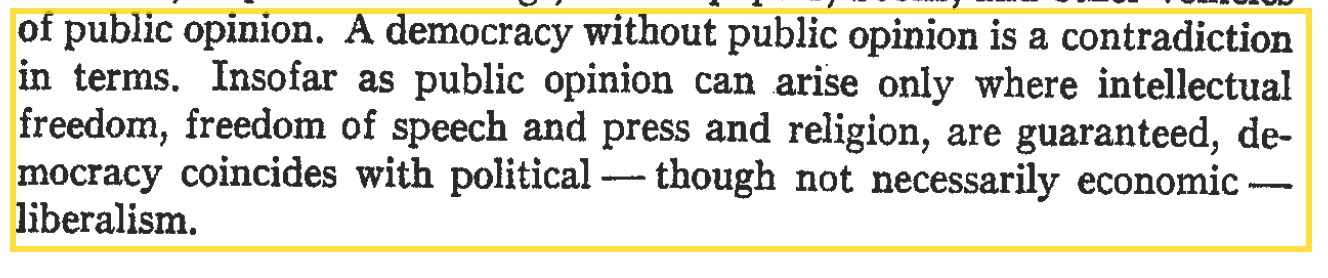 of public opinion. A democracy without public opinion is a contradiction
in terms. Insofar as public opinion can arise only where intellectual
freedom, freedom of speech and press and religion, are guaranteed, de-
mocracy coincides with political — though not necessarily economic —
liberalism.